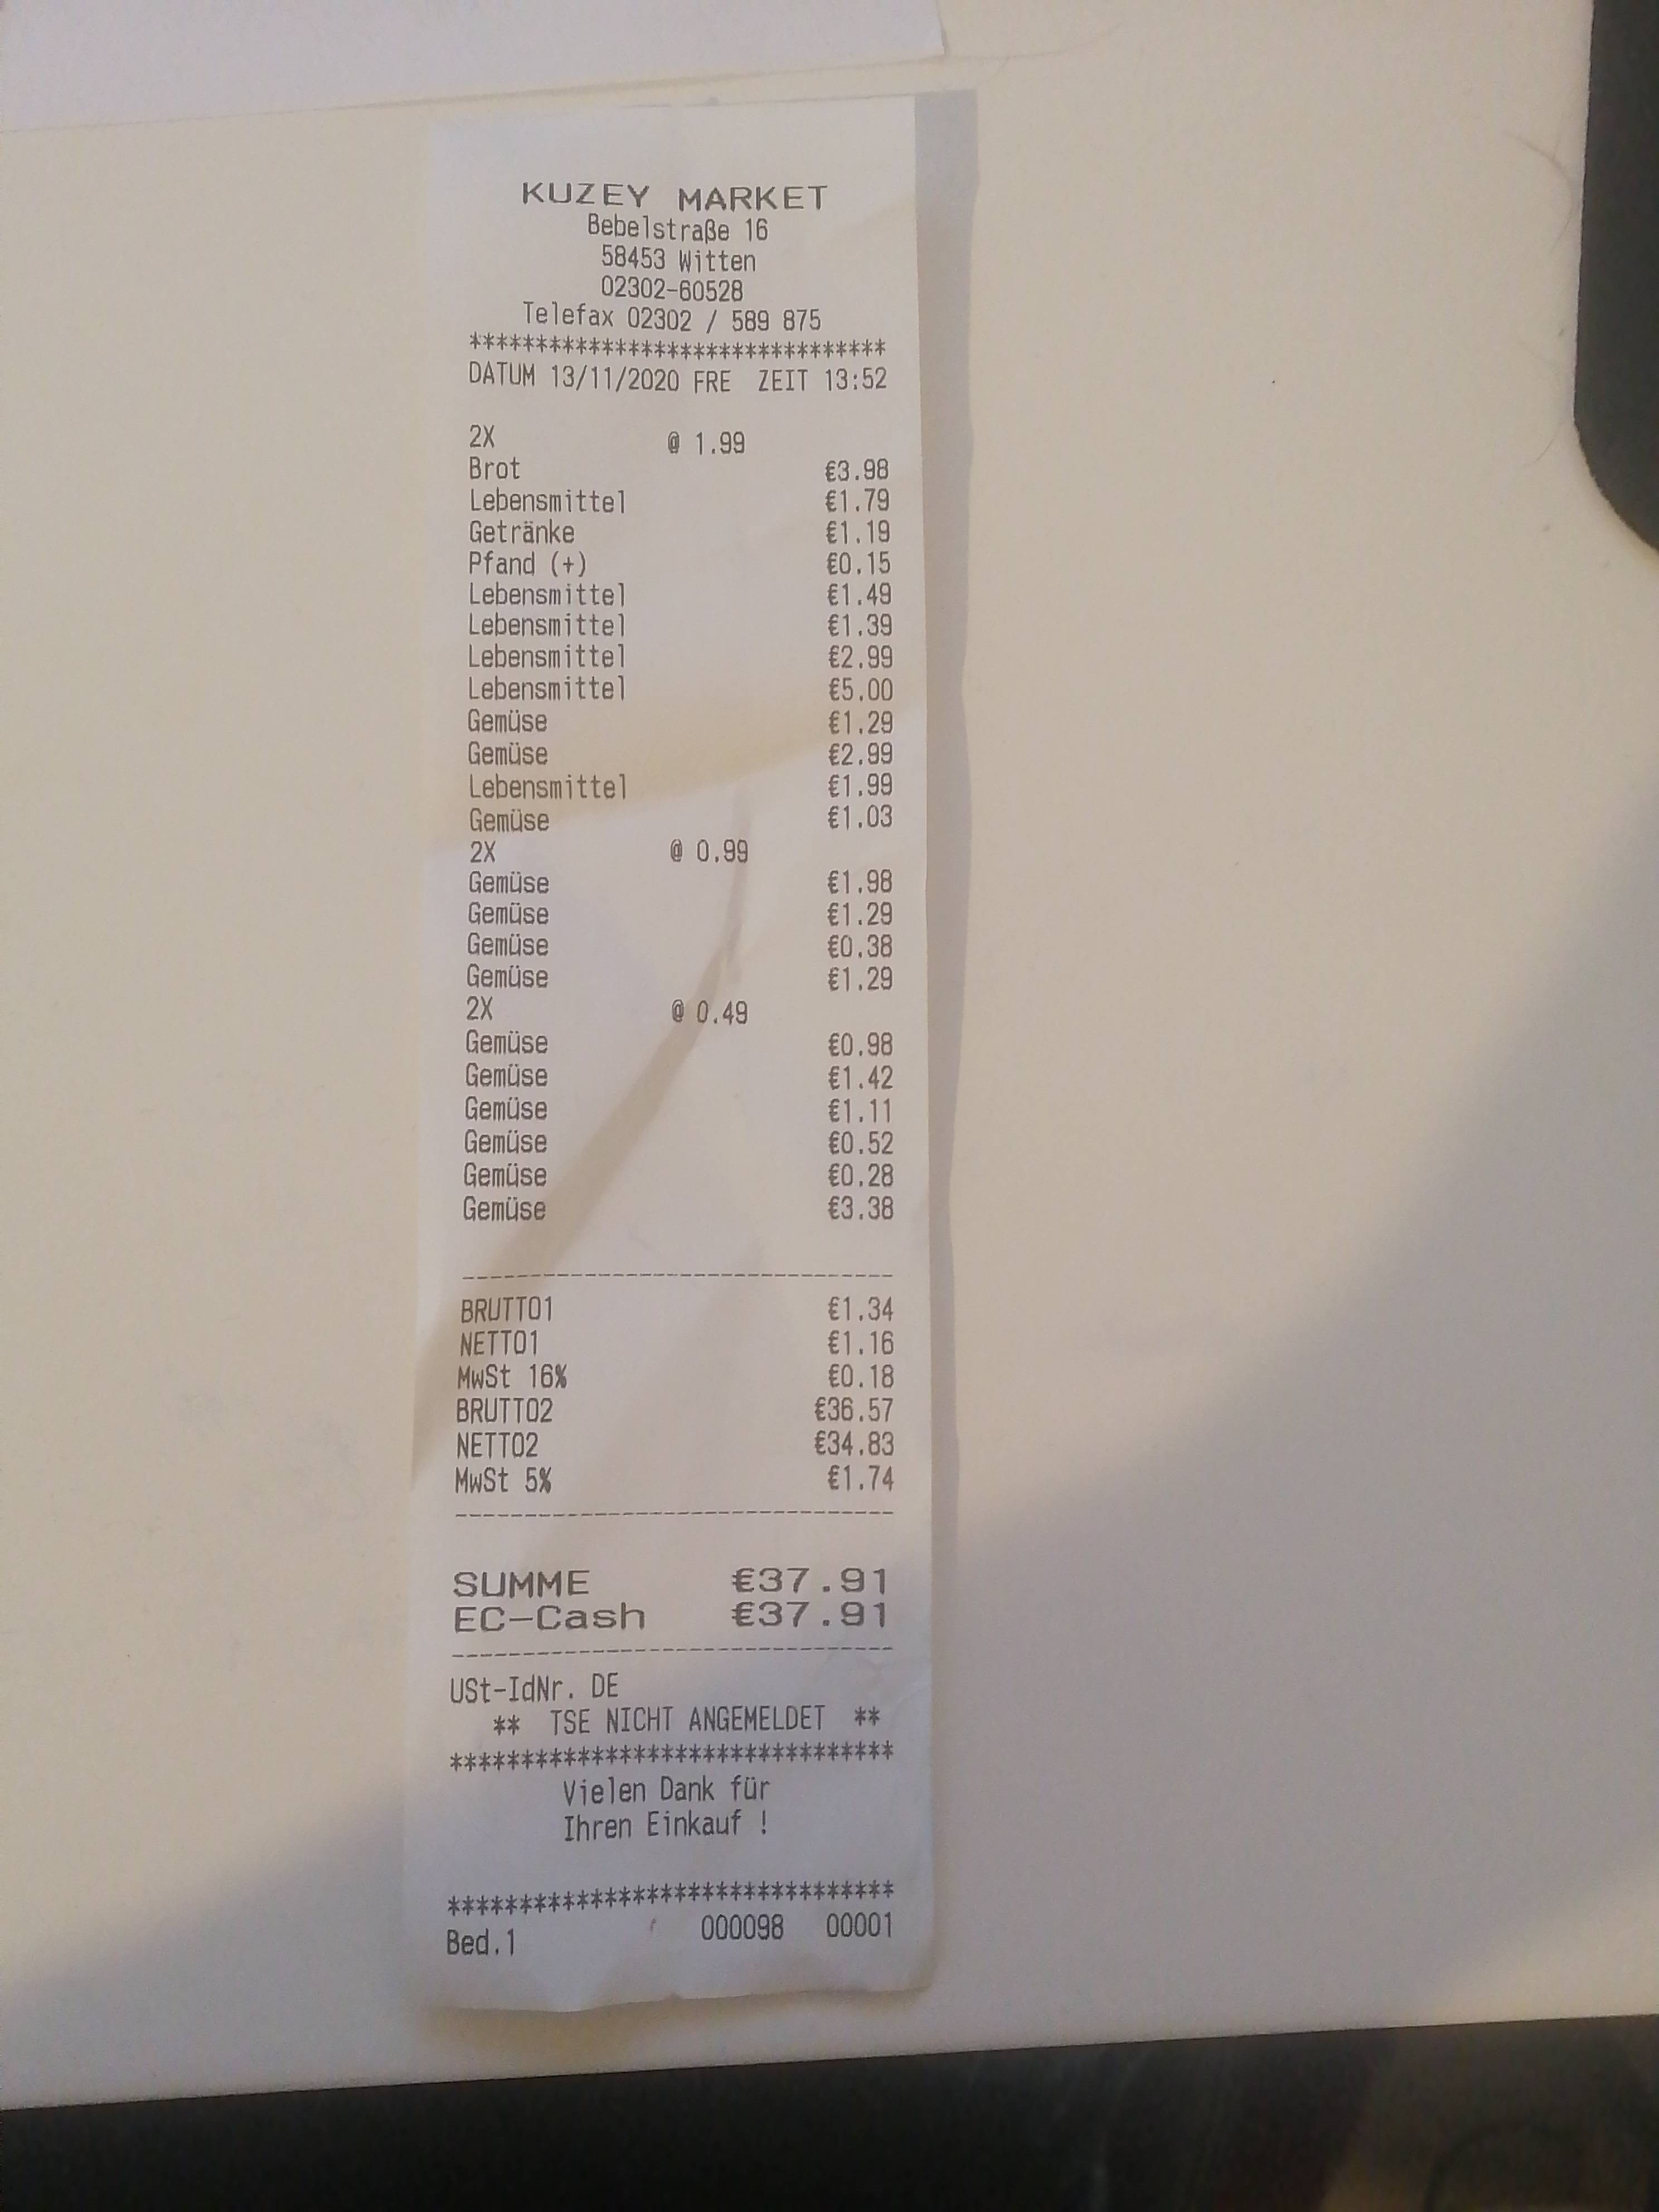 KUZEY MARKET
Bebelstraße 16
58453 Witten
02302-60528
Telefax 02302 / 589 875
********************************
DATUM 13/11/2020 FRE ZEIT 13:52
2X @ 1.99
Brot €3.98
Lebensmittel €1.79
Getränke €1.19
Pfand (+) €0.15
Lebensmittel €1.49
Lebensmittel €1.39
Lebensmittel €2.99
Lebensmittel €5.00
Gemüse €1.29
Gemüse €2.99
Lebensmittel €1.99
Gemüse €1.03
2X @ 0.99
Gemüse €1.98
Gemüse €1.29
Gemüse €0.38
Gemüse €1.29
2X @ 0.49
Gemüse €0.98
Gemüse €1.42
Gemüse €1.11
Gemüse €0.52
Gemüse €0.28
Gemüse €3.38
--------------------------------
BRUTTO1 €1.34
NETTO1 €1.16
MwSt 16% €0.18
BRUTTO2 €36.57
NETTO2 €34.83
MwSt 5% €1.74
--------------------------------
SUMME €37.91
EC-Cash €37.91
--------------------------------
USt-IdNr. DE
** TSE NICHT ANGEMELDET **
********************************
Vielen Dank für
Ihren Einkauf !
********************************
Bed.1 000098 00001